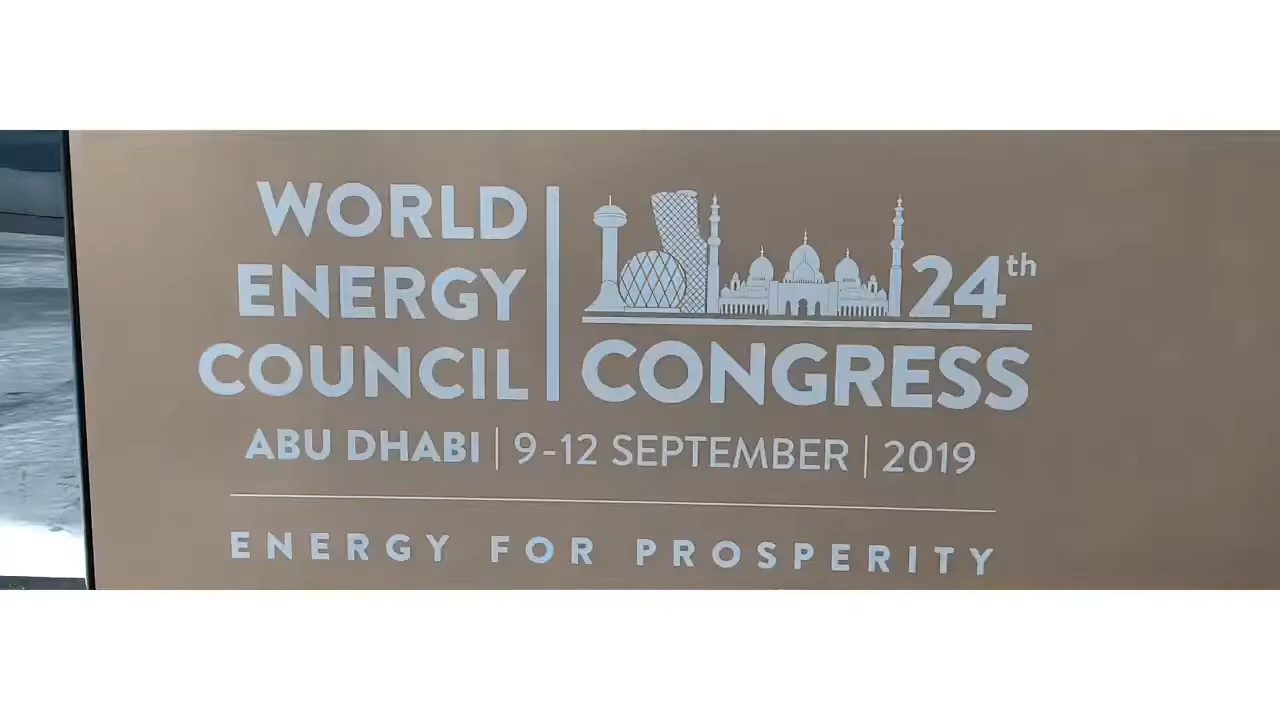 WORLD
ENERGY
COUNCIL
24th
CONGRESS
ABU DHABI | 9-12 SEPTEMBER | 2019
ENERGY FOR PROSPERITY